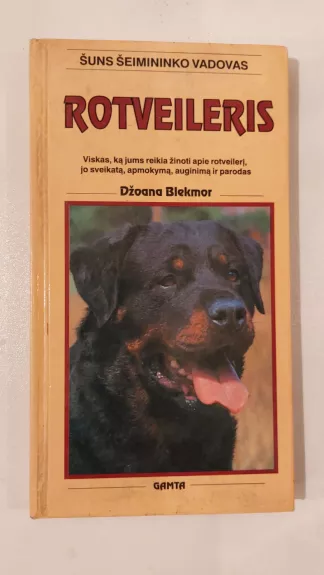 ŠUNS ŠEIMININKO VADOVAS
ROTVEILERIS
Viskas, ką jums reikia žinoti apie rotveilerį,
jo sveikatą, apmokymą, auginimą ir parodas
Džoana Blekmor
GAMTA